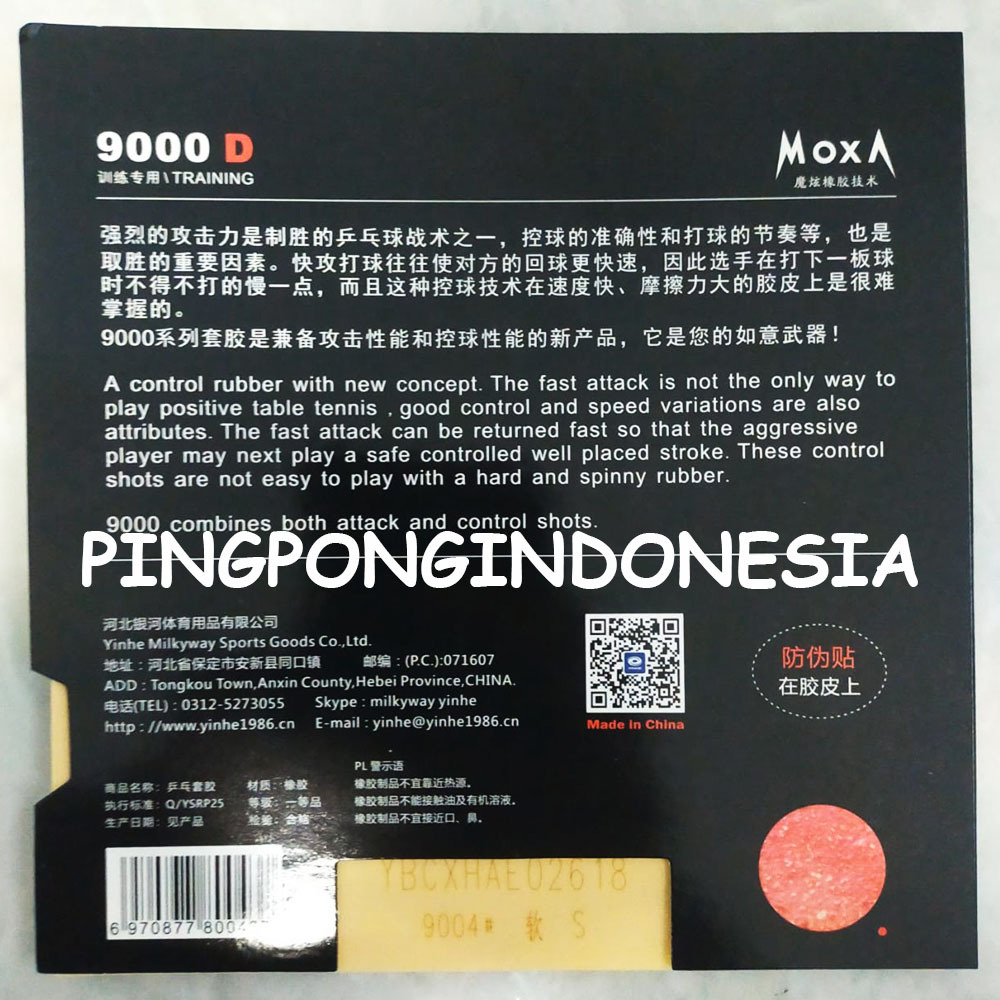 9000 D
训练专用\TRAINING
MOXA
魔炫橡胶技术
强烈的攻击力是制胜的乒乓球战术之一，控球的准确性和打球的节奏等，也是
取胜的重要因素。快攻打球往往使对方的回球更快速，因此选手在打下一板球
时不得不打的慢一点，而且这种控球技术在速度快、摩擦力大的胶皮上是很难
掌握的。
9000系列套胶是兼备攻击性能和控球性能的新产品，它是您的如意武器！
A control rubber with new concept. The fast attack is not the only way to
play positive table tennis , good control and speed variations are also
attributes. The fast attack can be returned fast so that the aggressive
player may next play a safe controlled well placed stroke. These control
shots are not easy to play with a hard and spinny rubber.
9000 combines both attack and control shots.
PINGPONGINDONESIA
河北银河体育用品有限公司
Yinhe Milkyway Sports Goods Co.,Ltd.
地址：河北省保定市安新县同口镇 邮编：(P.C.):071607
ADD : Tongkou Town,Anxin County,Hebei Province,CHINA.
电话(TEL) : 0312-5273055 Skype : milkyway yinhe
http : //www.yinhe1986.cn E-mail : yinhe@yinhe1986.cn
Made in China
防伪贴
在胶皮上
PL 警示语
商品名称：乒乓套胶 材质：橡胶 橡胶制品不宜靠近热源。
执行标准：Q/YSRP25 等级：一等品 橡胶制品不能接触油及有机溶液。
生产日期：见产品 检验：合格 橡胶制品不宜接近口、鼻。
YBCXHAE02618
9004# 软 S